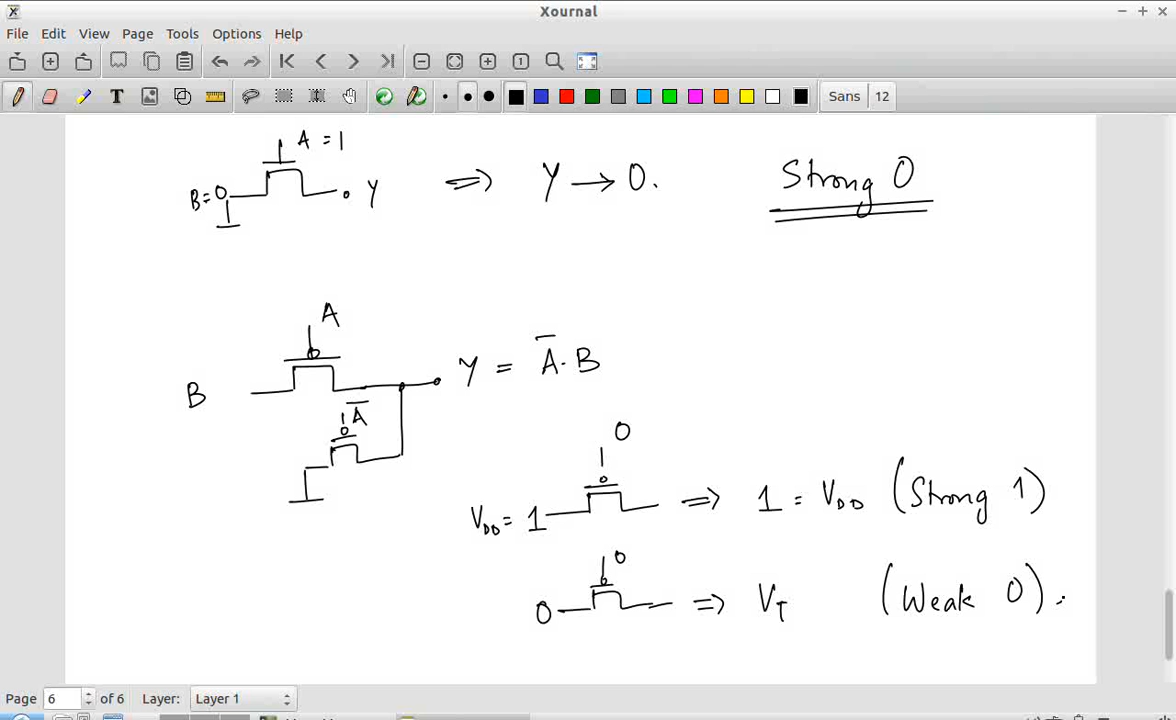 Xournal
File Edit View Page Tools Options Help
Sans 12
A = 1
B = 0 Y ⇒ Y → 0. Strong 0
A
B Y = A̅·B
A̅
0
V_DD = 1 ⇒ 1 = V_DD (Strong 1)
0
0 ⇒ V_T (Weak 0).
Page 6 of 6 Layer: Layer 1